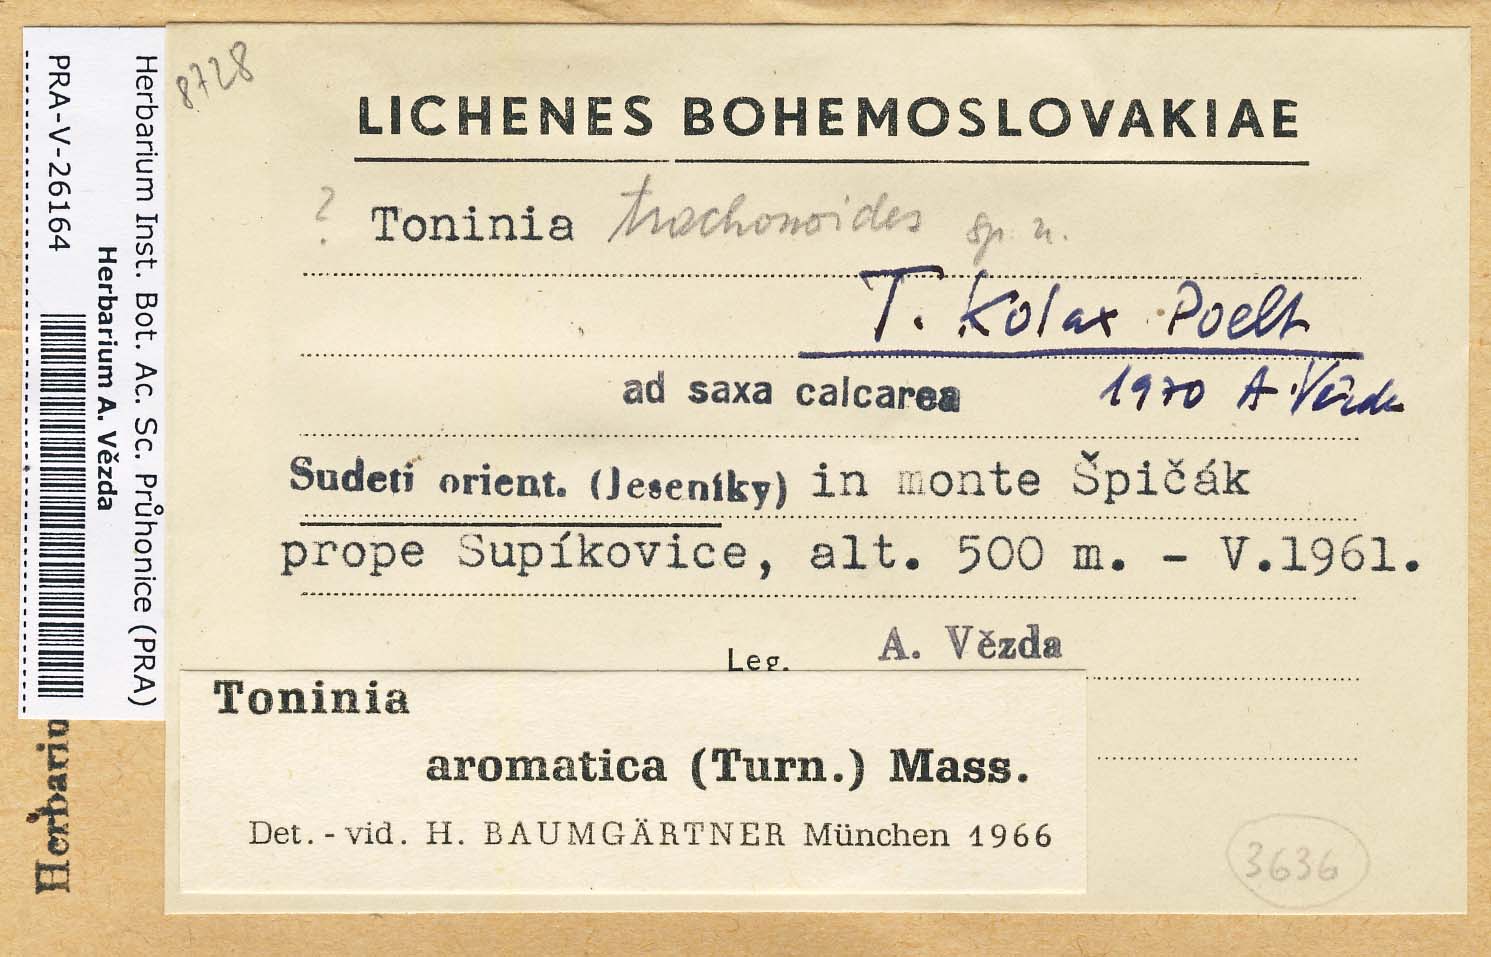 8728
LICHENES BOHEMOSLOVAKIAE
? Toninia trachonoides sp. n.
T. kolax Poelt
ad saxa calcarea
1970 A. Vězda
Sudeti orient. (Jeseníky) in monte Špičák
prope Supíkovice, alt. 500 m. - V.1961.
Leg. A. Vězda
Toninia
aromatica (Turn.) Mass.
Det. - vid. H. BAUMGÄRTNER München 1966
3636
Herbarium Inst. Bot. Ac. Sc. Průhonice (PRA)
Herbarium A. Vězda
PRA-V-26164
Herbariu